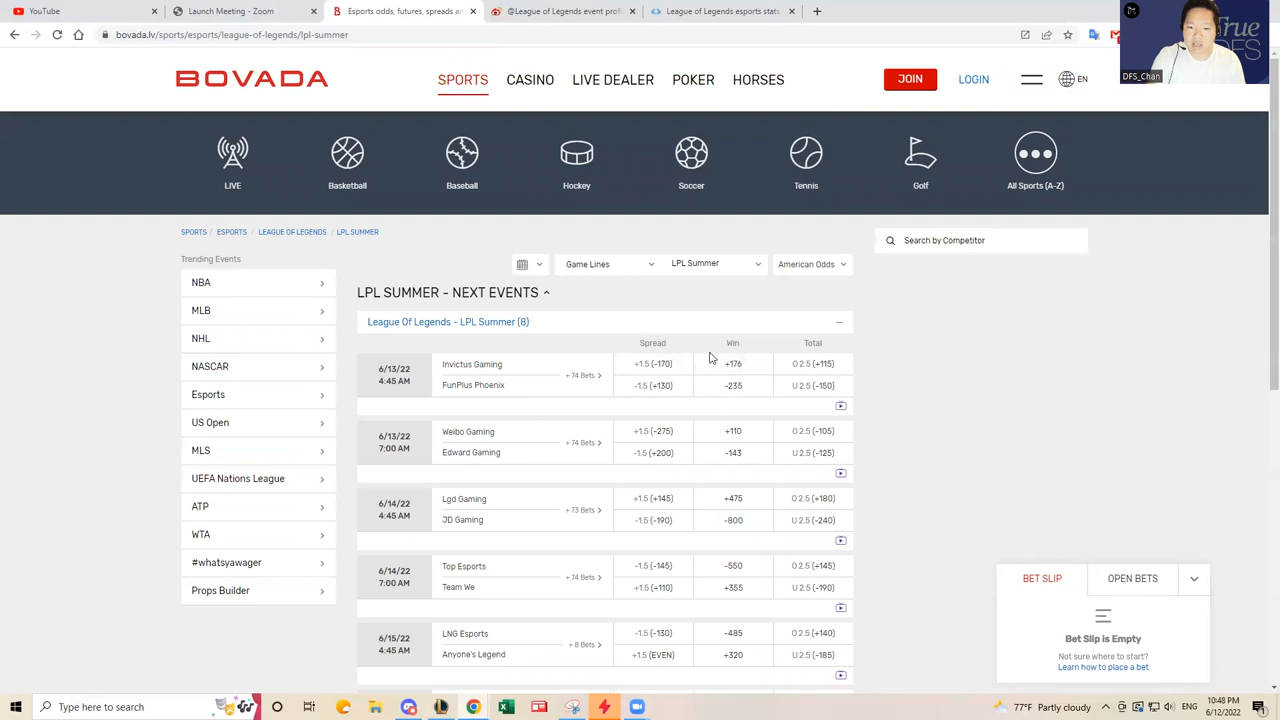 YouTube
Launch Meeting - Zoom
Esports odds, futures, spreads an
@League of Legends event prof
League of Legends esports stats
bovada.lv/sports/esports/league-of-legends/lpl-summer
True
DFS
DFS_Chan
BOVADA
SPORTS CASINO LIVE DEALER POKER HORSES
JOIN LOGIN EN
LIVE Basketball Baseball Hockey Soccer Tennis Golf All Sports (A-Z)
SPORTS / ESPORTS / LEAGUE OF LEGENDS / LPL SUMMER
Trending Events
NBA
MLB
NHL
NASCAR
Esports
US Open
MLS
UEFA Nations League
ATP
WTA
#whatsyawager
Props Builder
Game Lines LPL Summer American Odds
Search by Competitor
LPL SUMMER - NEXT EVENTS
League Of Legends - LPL Summer (8)
Spread Win Total
6/13/22
4:45 AM
Invictus Gaming +1.5 (-170) +176 O 2.5 (+115)
+ 74 Bets
FunPlus Phoenix -1.5 (+130) -235 U 2.5 (-150)
6/13/22
7:00 AM
Weibo Gaming +1.5 (-275) +110 O 2.5 (-105)
+ 74 Bets
Edward Gaming -1.5 (+200) -143 U 2.5 (-125)
6/14/22
4:45 AM
Lgd Gaming +1.5 (+145) +475 O 2.5 (+180)
+ 73 Bets
JD Gaming -1.5 (-190) -800 U 2.5 (-240)
6/14/22
7:00 AM
Top Esports -1.5 (-145) -550 O 2.5 (+145)
+ 74 Bets
Team We +1.5 (+110) +355 U 2.5 (-190)
6/15/22
4:45 AM
LNG Esports -1.5 (-130) -485 O 2.5 (+140)
+ 8 Bets
Anyone's Legend +1.5 (EVEN) +320 U 2.5 (-185)
BET SLIP OPEN BETS
Bet Slip is Empty
Not sure where to start?
Learn how to place a bet
Type here to search
77°F Partly cloudy
ENG
10:48 PM
6/12/2022